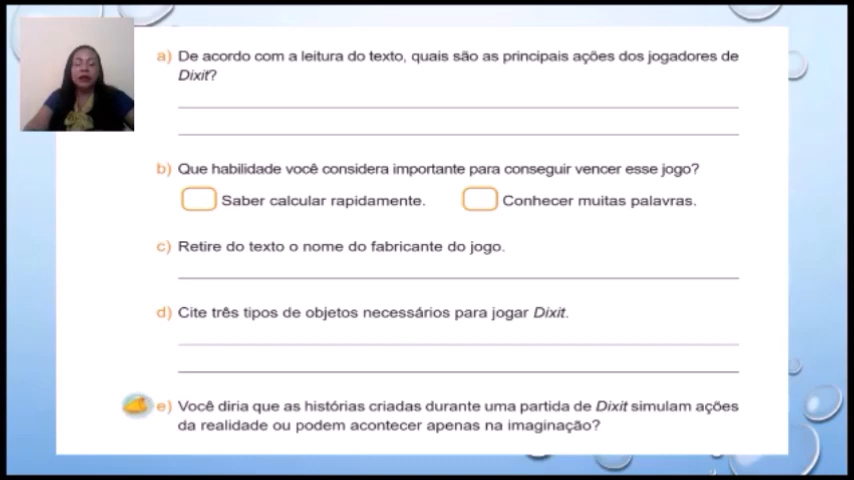 a) De acordo com a leitura do texto, quais são as principais ações dos jogadores de
Dixit?
b) Que habilidade você considera importante para conseguir vencer esse jogo?
Saber calcular rapidamente. Conhecer muitas palavras.
c) Retire do texto o nome do fabricante do jogo.
d) Cite três tipos de objetos necessários para jogar Dixit.
e) Você diria que as histórias criadas durante uma partida de Dixit simulam ações
da realidade ou podem acontecer apenas na imaginação?